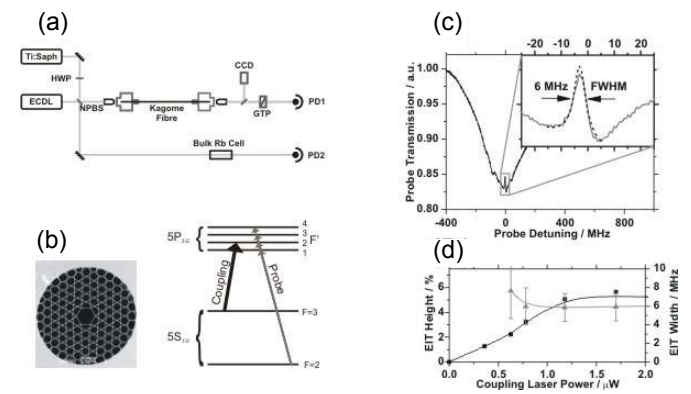 (a)
Ti:Saph
HWP
ECDL
NPBS
Kagome
Fibre
CCD
GTP
PD1
Bulk Rb Cell
PD2
(b)
5P3/2
4
3
2
1
F'
Coupling
Probe
5S1/2
F=3
F=2
(c)
-20 -10 0 10 20
6 MHz FWHM
Probe Transmission / a.u.
1.00
0.95
0.90
0.85
0.80
-400 0 400 800
Probe Detuning / MHz
(d)
EIT Height / %
6
4
2
0
10
8
6
4
2
0
EIT Width / MHz
0.0 0.5 1.0 1.5 2.0
Coupling Laser Power / μW